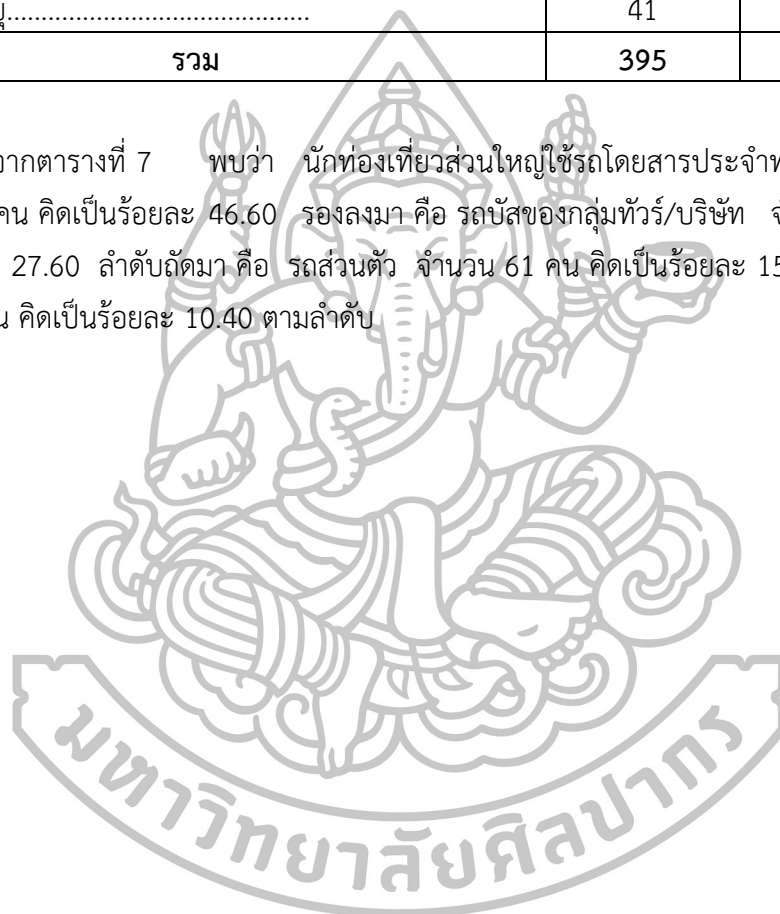 ุ............................................ 41
รวม 395
จากตารางที่ 7 พบว่า นักท่องเที่ยวส่วนใหญ่ใช้รถโดยสารประจำท
คน คิดเป็นร้อยละ 46.60 รองลงมา คือ รถบัสของกลุ่มทัวร์/บริษัท จ
27.60 ลำดับถัดมา คือ รถส่วนตัว จำนวน 61 คน คิดเป็นร้อยละ 15
น คิดเป็นร้อยละ 10.40 ตามลำดับ
มหาวิทยาลัยศิลปากร